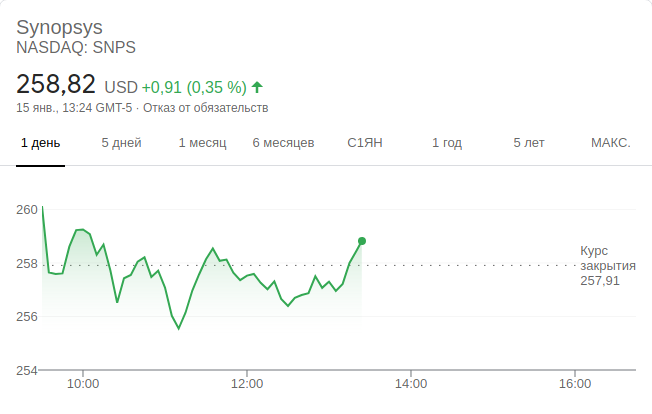 Synopsys
NASDAQ: SNPS
258,82 USD +0,91 (0,35 %)
15 янв., 13:24 GMT-5 · Отказ от обязательств
1 день 5 дней 1 месяц 6 месяцев С1ЯН 1 год 5 лет МАКС.
260
258
256
254
Курс
закрытия
257,91
10:00 12:00 14:00 16:00